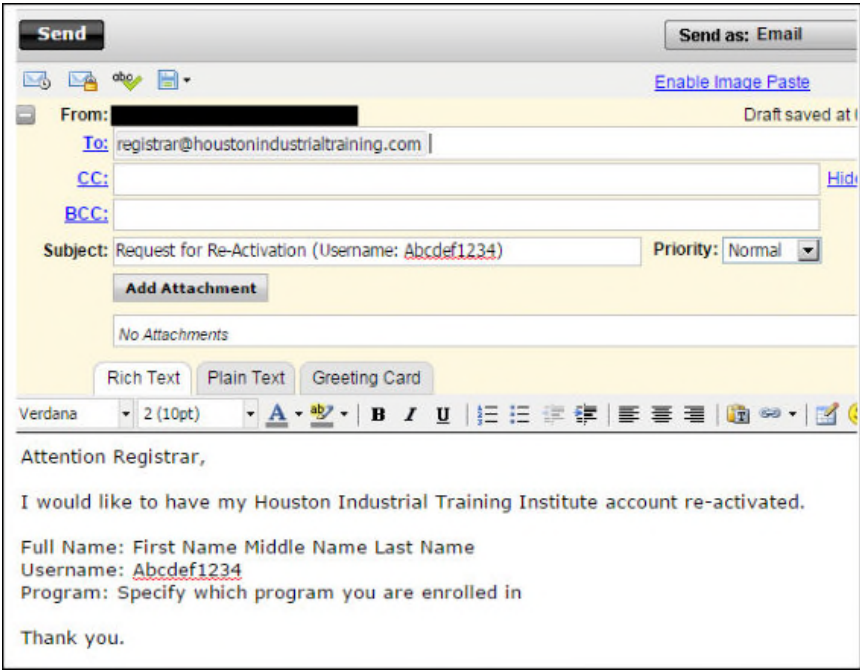 Send
Send as: Email
abc
Enable Image Paste
From:
Draft saved at
To: registrar@houstonindustrialtraining.com
CC:
Hide
BCC:
Subject: Request for Re-Activation (Username: Abcdef1234) Priority: Normal
Add Attachment
No Attachments
Rich Text Plain Text Greeting Card
Verdana 2 (10pt) A ab B I U
Attention Registrar,
I would like to have my Houston Industrial Training Institute account re-activated.
Full Name: First Name Middle Name Last Name
Username: Abcdef1234
Program: Specify which program you are enrolled in
Thank you.